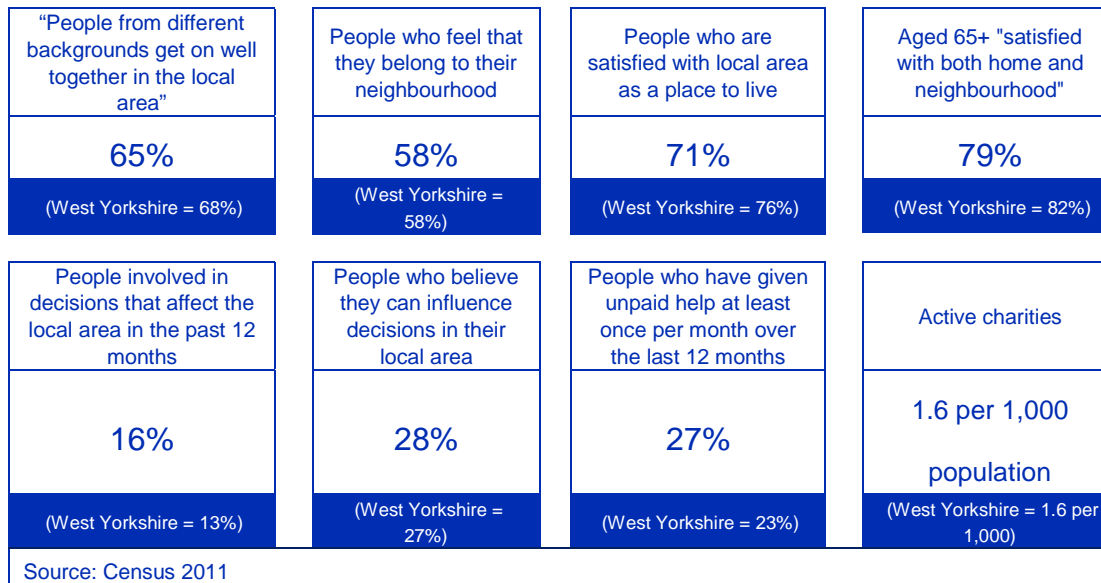 “People from different
backgrounds get on well
together in the local
area”
65%
(West Yorkshire = 68%)
People who feel that
they belong to their
neighbourhood
58%
(West Yorkshire =
58%)
People who are
satisfied with local area
as a place to live
71%
(West Yorkshire = 76%)
Aged 65+ "satisfied
with both home and
neighbourhood"
79%
(West Yorkshire = 82%)
People involved in
decisions that affect the
local area in the past 12
months
16%
(West Yorkshire = 13%)
People who believe
they can influence
decisions in their
local area
28%
(West Yorkshire =
27%)
People who have given
unpaid help at least
once per month over
the last 12 months
27%
(West Yorkshire = 23%)
Active charities
1.6 per 1,000
population
(West Yorkshire = 1.6 per
1,000)
Source: Census 2011